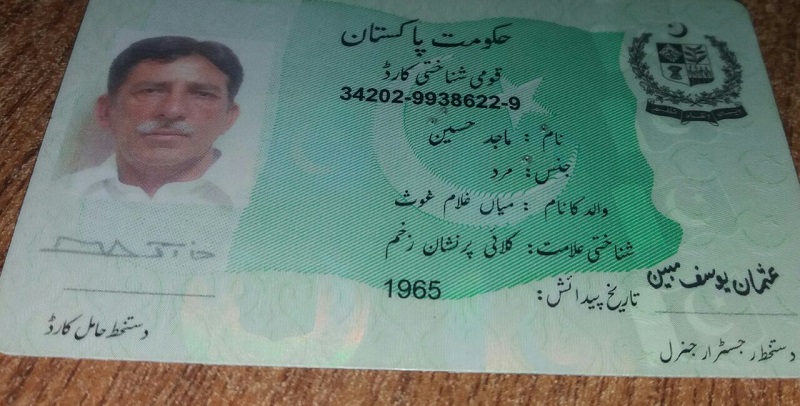 حکومت پاکستان
قومی شناختی کارڈ
34202-9938622-9
نام : ماجد حسین
جنس : مرد
والد کا نام : میاں غلام غوث
شناختی علامت : کلائی پر نشان زخم
تاریخ پیدائش : 1965
عثمان یوسف مبین
دستخط رجسٹرار جنرل
دستخط حامل کارڈ